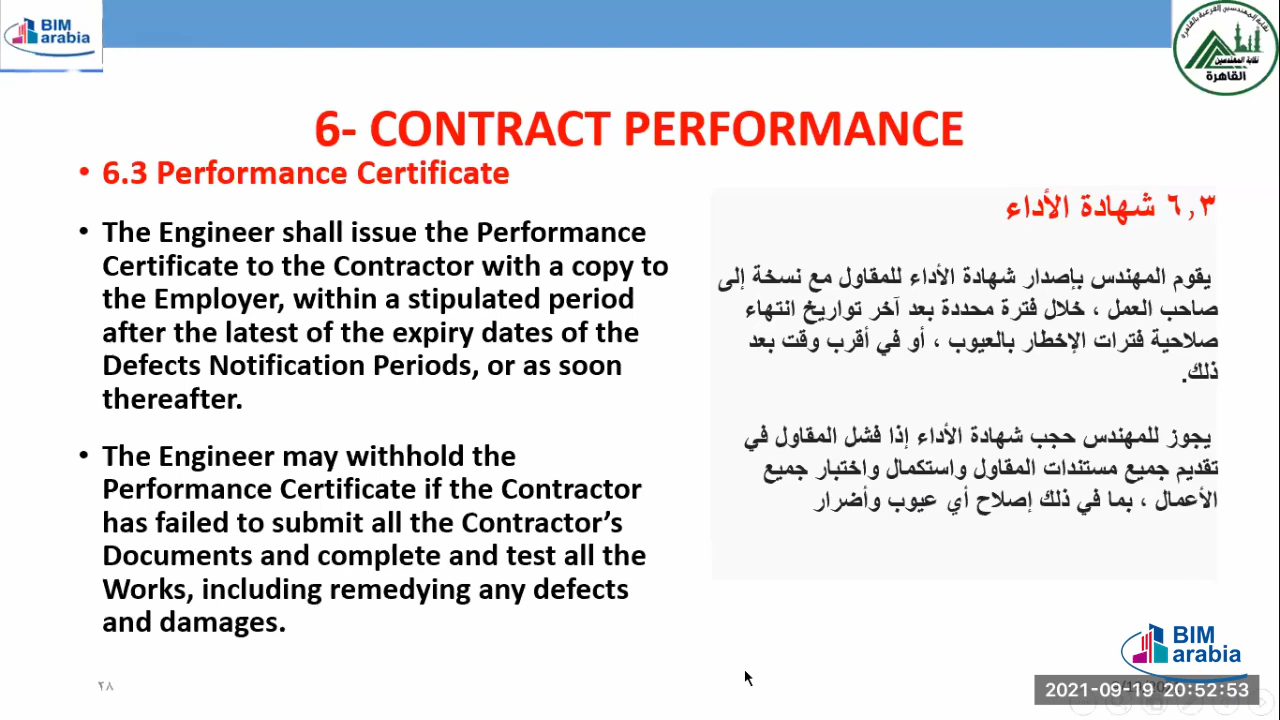 BIM
arabia
نقابة المهندسين الفرعية بالقاهرة
نقابة المهندسين
القاهرة
6- CONTRACT PERFORMANCE
• 6.3 Performance Certificate
• The Engineer shall issue the Performance
Certificate to the Contractor with a copy to
the Employer, within a stipulated period
after the latest of the expiry dates of the
Defects Notification Periods, or as soon
thereafter.
• The Engineer may withhold the
Performance Certificate if the Contractor
has failed to submit all the Contractor’s
Documents and complete and test all the
Works, including remedying any defects
and damages.
٦,٣ شهادة الأداء
يقوم المهندس بإصدار شهادة الأداء للمقاول مع نسخة إلى
صاحب العمل ، خلال فترة محددة بعد آخر تواريخ انتهاء
صلاحية فترات الإخطار بالعيوب ، أو في أقرب وقت بعد
ذلك.
يجوز للمهندس حجب شهادة الأداء إذا فشل المقاول في
تقديم جميع مستندات المقاول واستكمال واختبار جميع
الأعمال ، بما في ذلك إصلاح أي عيوب وأضرار
BIM
arabia
٢٨
2021-09-19 20:52:53